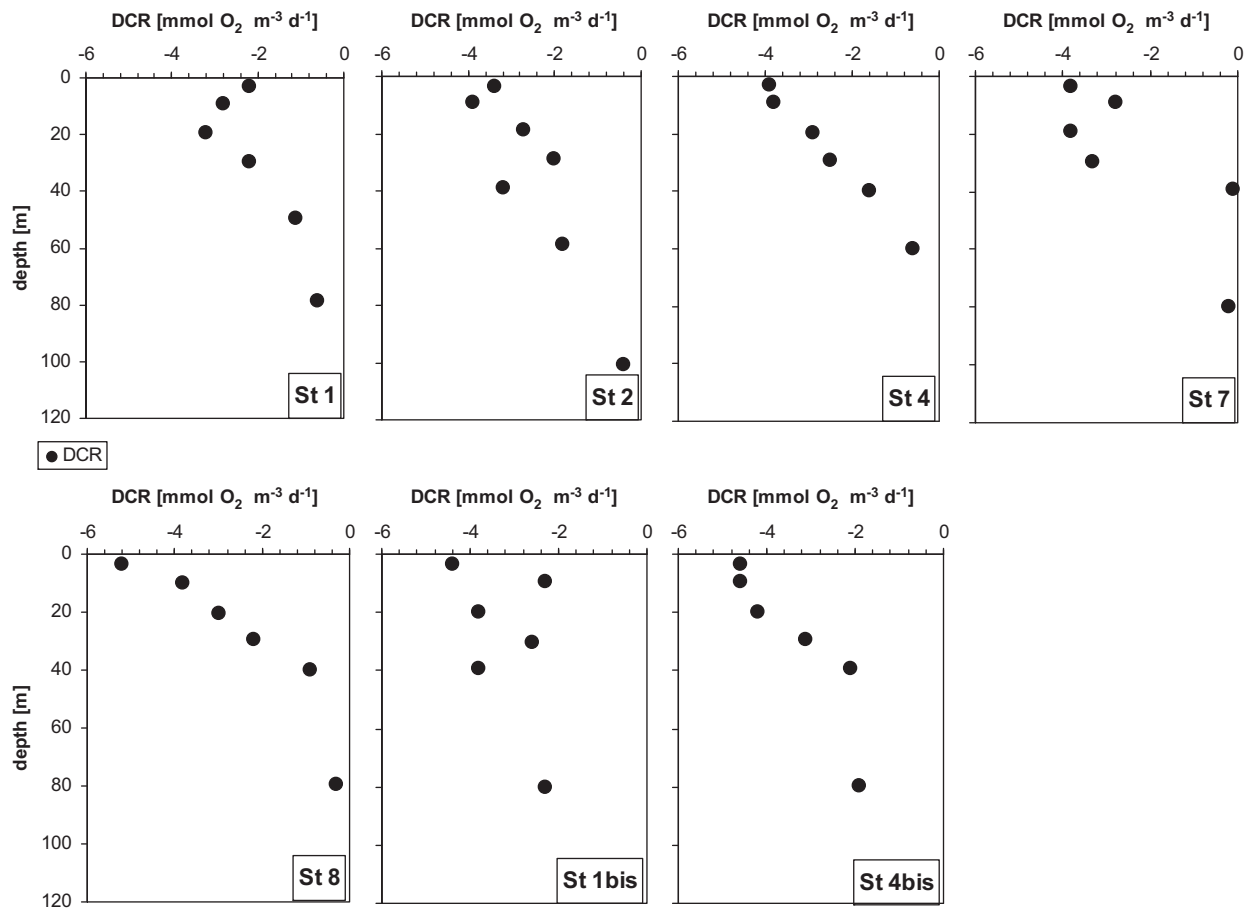 DCR [mmol O2 m-3 d-1] DCR [mmol O2 m-3 d-1] DCR [mmol O2 m-3 d-1] DCR [mmol O2 m-3 d-1]
-6 -4 -2 0 -6 -4 -2 0 -6 -4 -2 0 -6 -4 -2 0
0
20
40
60
80
100
120
depth [m]
St 1 St 2 St 4 St 7
DCR
DCR [mmol O2 m-3 d-1] DCR [mmol O2 m-3 d-1] DCR [mmol O2 m-3 d-1]
-6 -4 -2 0 -6 -4 -2 0 -6 -4 -2 0
0
20
40
60
80
100
120
depth [m]
St 8 St 1bis St 4bis